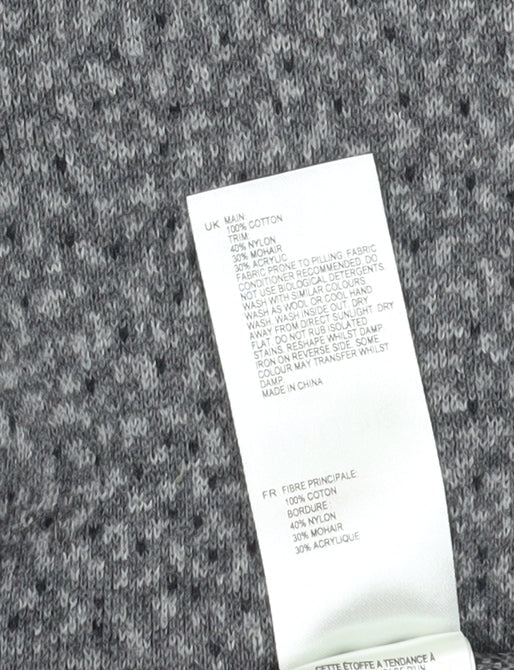 UK MAIN
100% COTTON
TRIM
40% NYLON
30% MOHAIR
30% ACRYLIC
FABRIC PRONE TO PILLING. FABRIC
CONDITIONER RECOMMENDED. DO
NOT USE BIOLOGICAL DETERGENTS.
WASH WITH SIMILAR COLOURS.
WASH AS WOOL OR COOL HAND
WASH. WASH INSIDE OUT. DRY
AWAY FROM DIRECT SUNLIGHT. DRY
FLAT. DO NOT RUB ISOLATED
STAINS. RESHAPE WHILST DAMP.
IRON ON REVERSE SIDE. SOME
COLOUR MAY TRANSFER WHILST
DAMP.
MADE IN CHINA
FR FIBRE PRINCIPALE
100% COTON
BORDURE :
40% NYLON
30% MOHAIR
30% ACRYLIQUE
CETTE ÉTOFFE A TENDANCE À